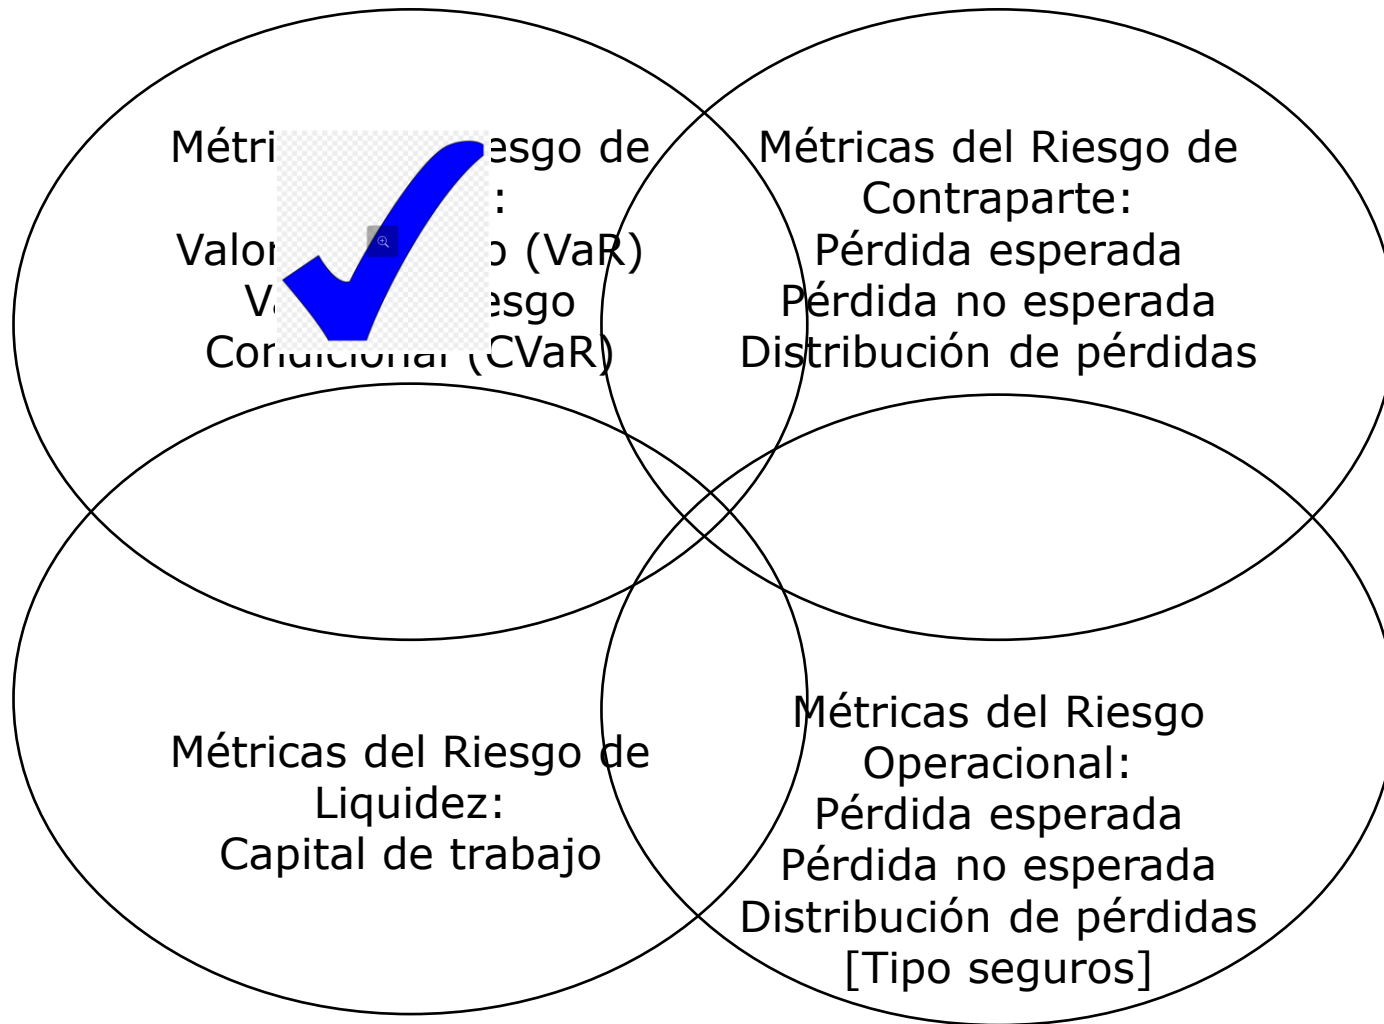 Métri esgo de
:
Valor (VaR)
esgo
Condicional (CVaR)
Métricas del Riesgo de
Contraparte:
Pérdida esperada
Pérdida no esperada
Distribución de pérdidas
Métricas del Riesgo de
Liquidez:
Capital de trabajo
Métricas del Riesgo
Operacional:
Pérdida esperada
Pérdida no esperada
Distribución de pérdidas
[Tipo seguros]